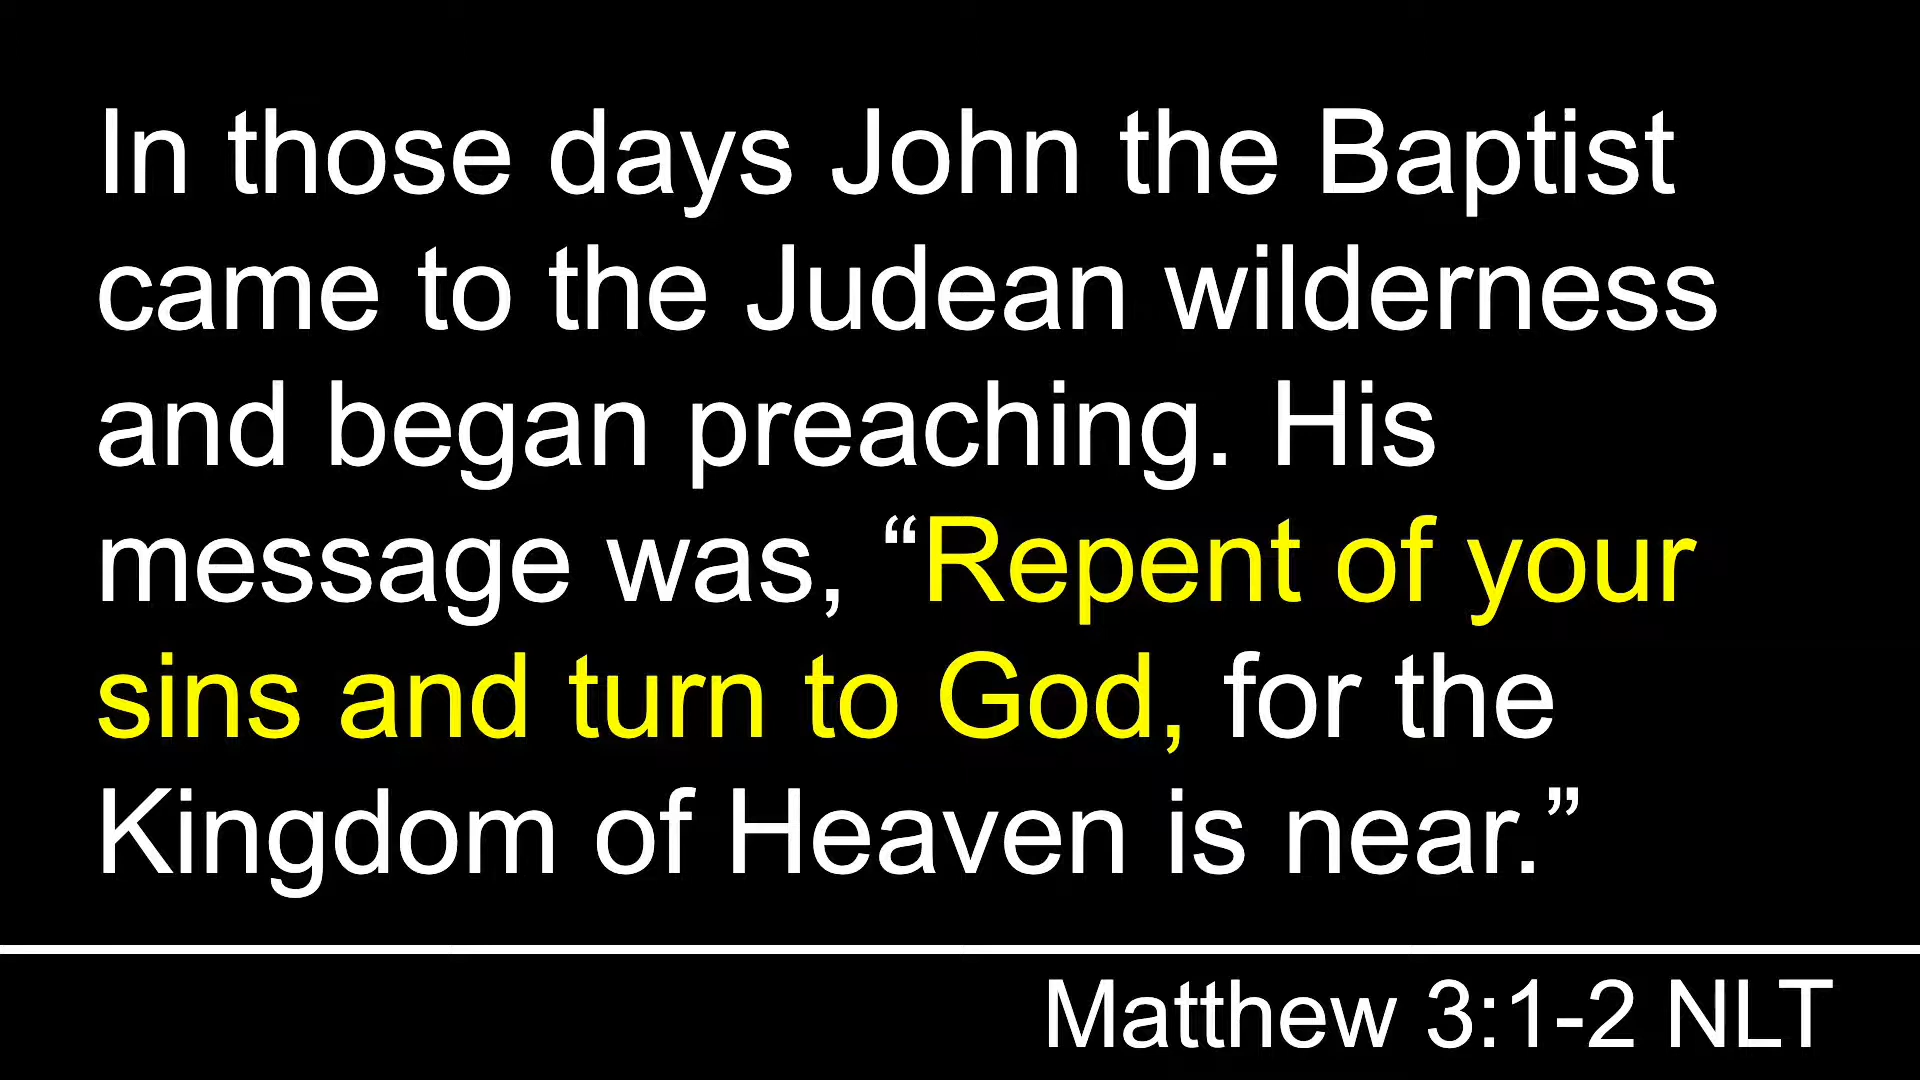 In those days John the Baptist
came to the Judean wilderness
and began preaching. His
message was, “Repent of your
sins and turn to God, for the
Kingdom of Heaven is near.”
Matthew 3:1-2 NLT